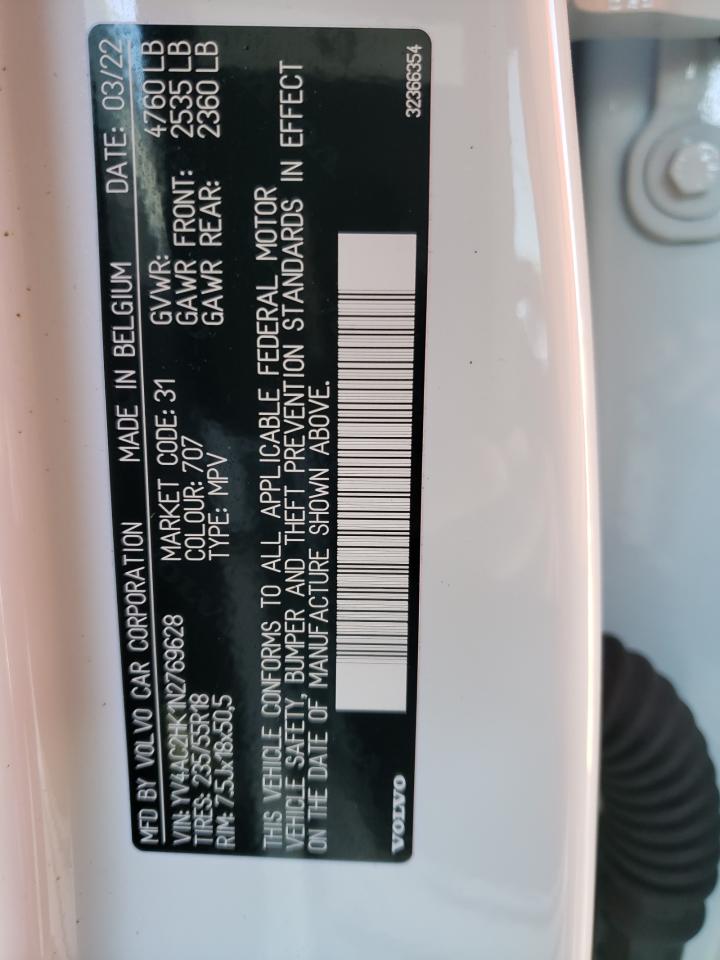 MFD BY VOLVO CAR CORPORATION MADE IN BELGIUM DATE: 03/22
VIN: YV4AC2HK1N2769628 MARKET CODE: 31 GVWR: 4760 LB
TIRES: 235/55R18 COLOUR: 707 GAWR FRONT: 2535 LB
RIM: 7.5Jx18x50,5 TYPE: MPV GAWR REAR: 2360 LB
THIS VEHICLE CONFORMS TO ALL APPLICABLE FEDERAL MOTOR
VEHICLE SAFETY, BUMPER AND THEFT PREVENTION STANDARDS IN EFFECT
ON THE DATE OF MANUFACTURE SHOWN ABOVE.
VOLVO 32366354